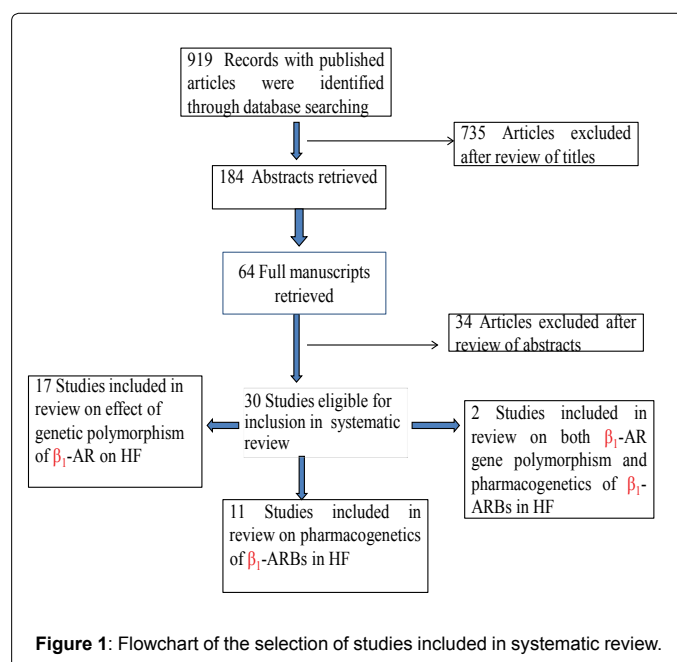 919 Records with published
articles were identified
through database searching
735 Articles excluded
after review of titles
184 Abstracts retrieved
64 Full manuscripts
retrieved
34 Articles excluded after
review of abstracts
17 Studies included in
review on effect of
genetic polymorphism
of β₁-AR on HF
30 Studies eligible for
inclusion in systematic
review
2 Studies included in
review on both β₁-AR
gene polymorphism and
pharmacogenetics of β₁-
ARBs in HF
11 Studies included in
review on pharmacogenetics
of β₁-ARBs in HF
Figure 1: Flowchart of the selection of studies included in systematic review.